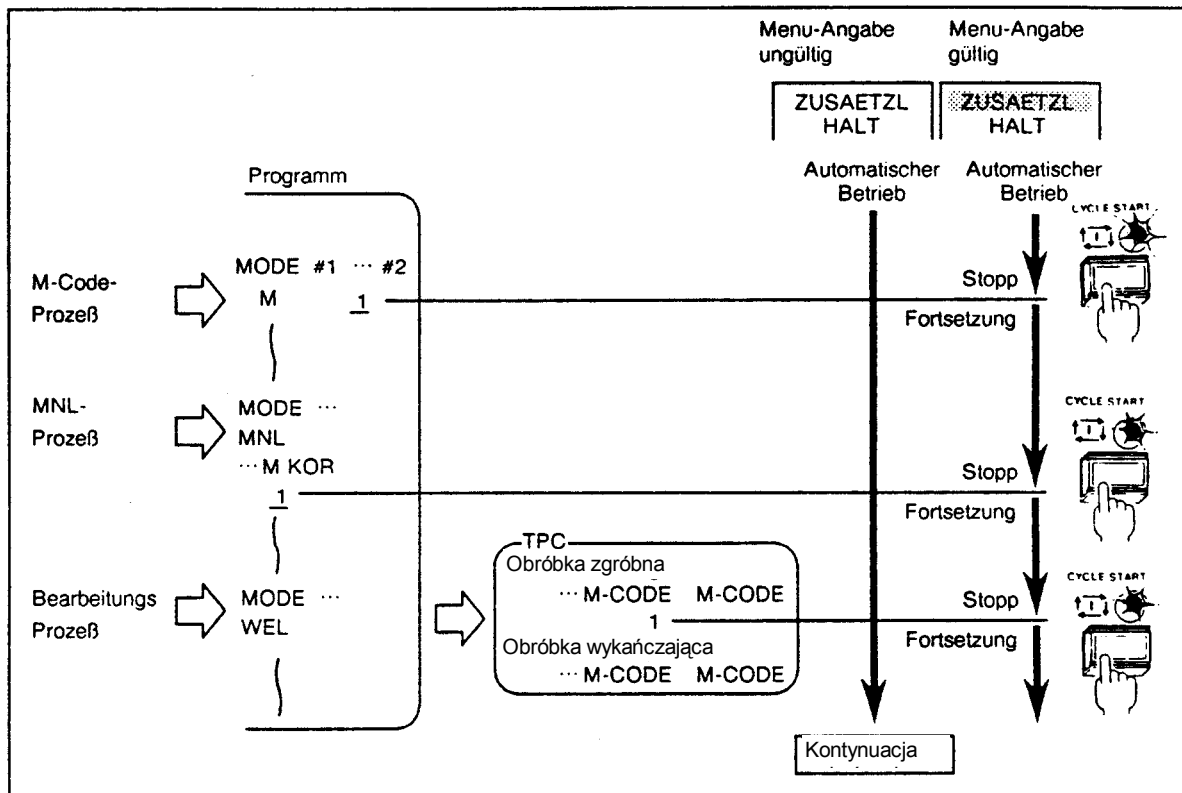 Menu-Angabe
ungültig
Menu-Angabe
gültig
ZUSAETZL
HALT
ZUSAETZL
HALT
Automatischer
Betrieb
Automatischer
Betrieb
Programm
CYCLE START
M-Code-
Prozeß
MODE #1 ··· #2
M 1
Stopp
Fortsetzung
MNL-
Prozeß
MODE ···
MNL
··· M KOR
1
CYCLE START
Stopp
Fortsetzung
Bearbeitungs
Prozeß
MODE ···
WEL
TPC
Obróbka zgróbna
··· M-CODE M-CODE
1
Obróbka wykańczająca
··· M-CODE M-CODE
CYCLE START
Stopp
Fortsetzung
Kontynuacja